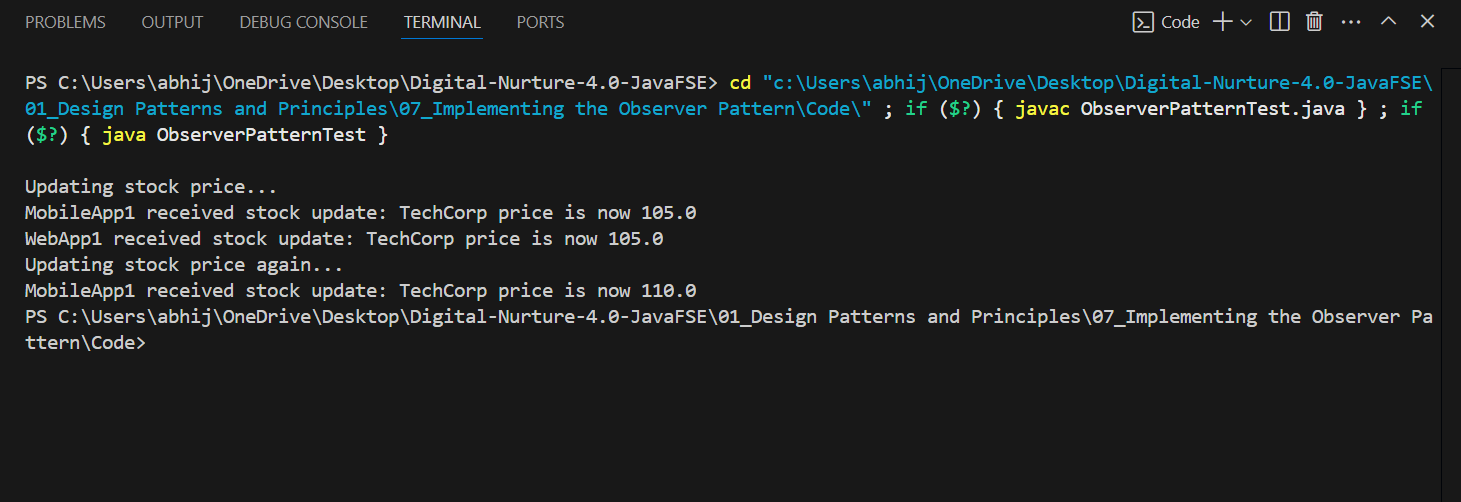 PROBLEMS OUTPUT DEBUG CONSOLE TERMINAL PORTS Code
PS C:\Users\abhij\OneDrive\Desktop\Digital-Nurture-4.0-JavaFSE> cd "c:\Users\abhij\OneDrive\Desktop\Digital-Nurture-4.0-JavaFSE\
01_Design Patterns and Principles\07_Implementing the Observer Pattern\Code\" ; if ($?) { javac ObserverPatternTest.java } ; if
($?) { java ObserverPatternTest }
Updating stock price...
MobileApp1 received stock update: TechCorp price is now 105.0
WebApp1 received stock update: TechCorp price is now 105.0
Updating stock price again...
MobileApp1 received stock update: TechCorp price is now 110.0
PS C:\Users\abhij\OneDrive\Desktop\Digital-Nurture-4.0-JavaFSE\01_Design Patterns and Principles\07_Implementing the Observer Pa
ttern\Code>